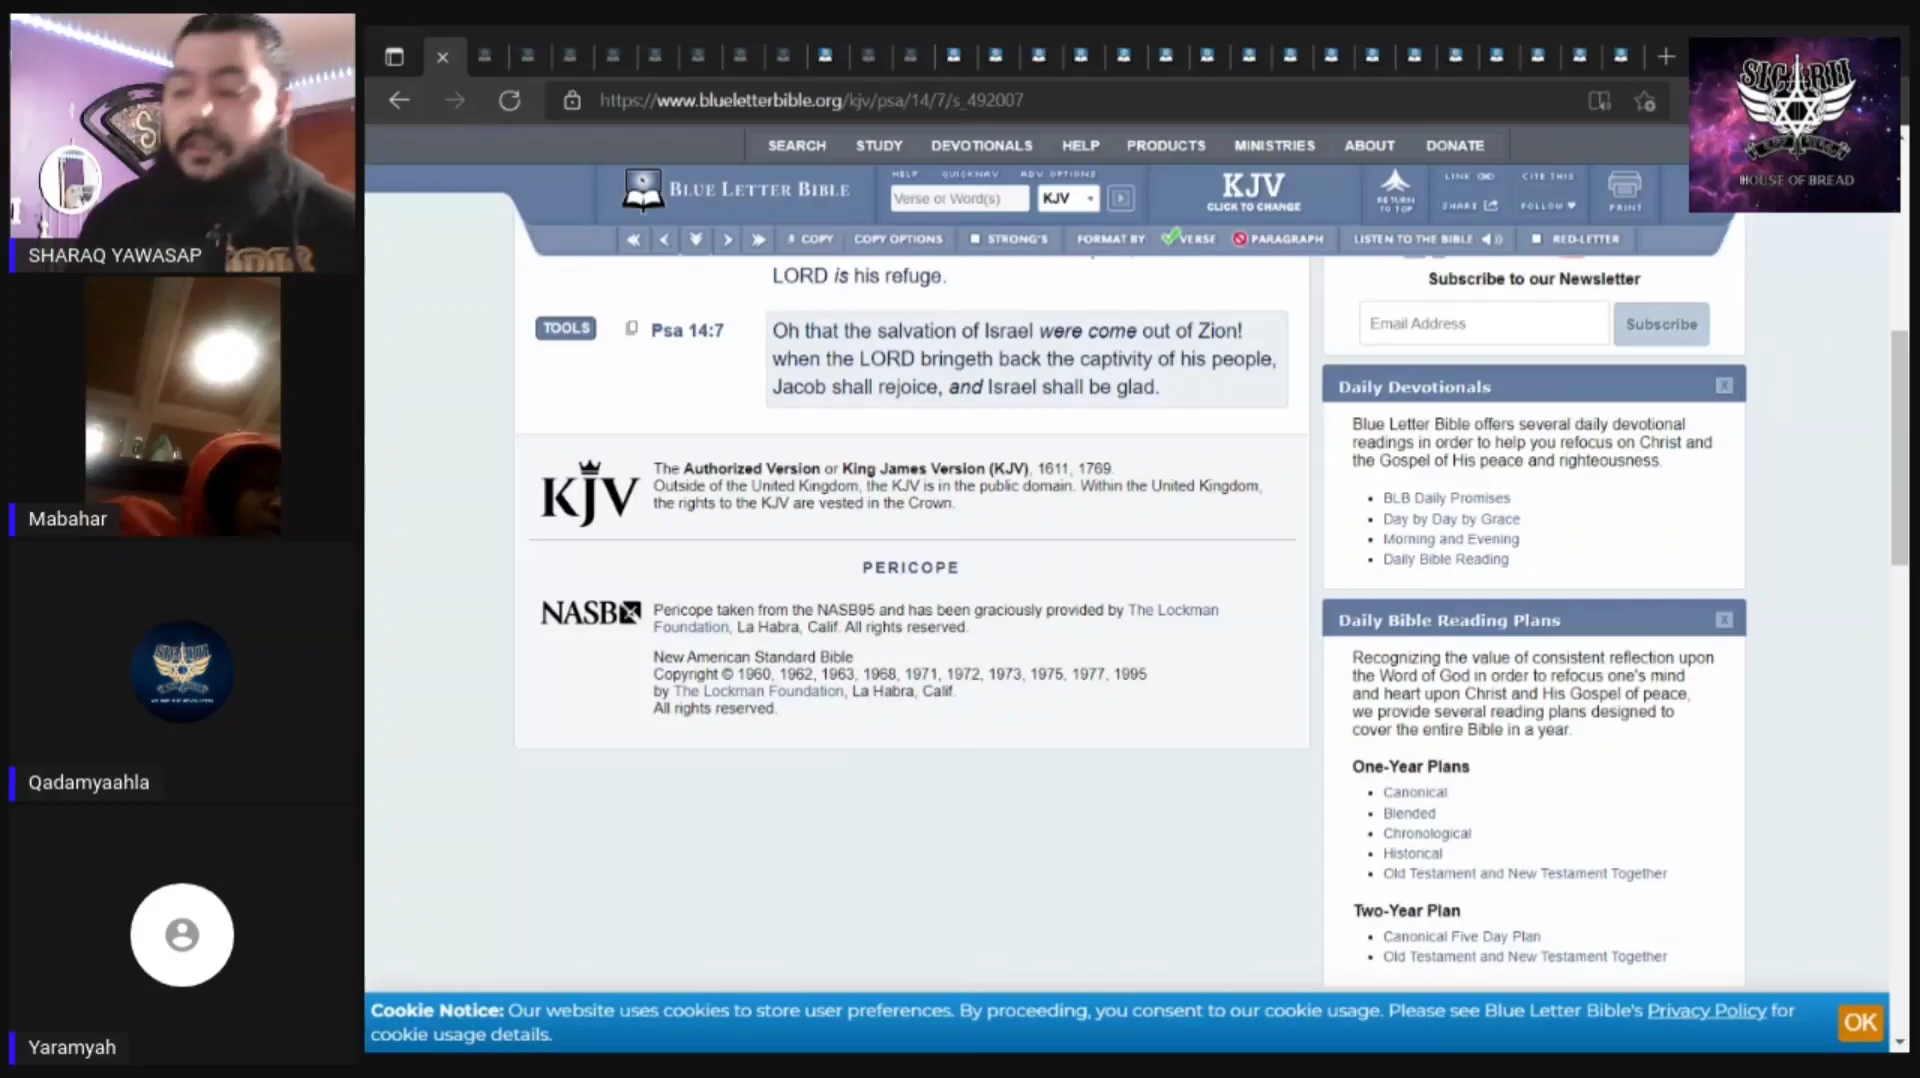 SHARAQ YAWASAP
Mabahar
Qadamyaahla
Yaramyah
https://www.blueletterbible.org/kjv/psa/14/7/s_492007
SICARII
HOUSE OF BREAD
SEARCH STUDY DEVOTIONALS HELP PRODUCTS MINISTRIES ABOUT DONATE
BLUE LETTER BIBLE
HELP QUICKNAV ADV OPTIONS
Verse or Word(s) KJV
KJV
CLICK TO CHANGE
RETURN
TO TOP
LINK
CITE THIS
SHARE
FOLLOW
PRINT
COPY COPY OPTIONS STRONG'S FORMAT BY VERSE PARAGRAPH LISTEN TO THE BIBLE RED-LETTER
LORD is his refuge.
TOOLS Psa 14:7
Oh that the salvation of Israel were come out of Zion!
when the LORD bringeth back the captivity of his people,
Jacob shall rejoice, and Israel shall be glad.
KJV
The Authorized Version or King James Version (KJV), 1611, 1769.
Outside of the United Kingdom, the KJV is in the public domain. Within the United Kingdom,
the rights to the KJV are vested in the Crown.
PERICOPE
NASB
Pericope taken from the NASB95 and has been graciously provided by The Lockman
Foundation, La Habra, Calif. All rights reserved.
New American Standard Bible
Copyright © 1960, 1962, 1963, 1968, 1971, 1972, 1973, 1975, 1977, 1995
by The Lockman Foundation, La Habra, Calif.
All rights reserved.
Subscribe to our Newsletter
Email Address Subscribe
Daily Devotionals
Blue Letter Bible offers several daily devotional
readings in order to help you refocus on Christ and
the Gospel of His peace and righteousness.
BLB Daily Promises
Day by Day by Grace
Morning and Evening
Daily Bible Reading
Daily Bible Reading Plans
Recognizing the value of consistent reflection upon
the Word of God in order to refocus one's mind
and heart upon Christ and His Gospel of peace,
we provide several reading plans designed to
cover the entire Bible in a year.
One-Year Plans
Canonical
Blended
Chronological
Historical
Old Testament and New Testament Together
Two-Year Plan
Canonical Five Day Plan
Old Testament and New Testament Together
Cookie Notice: Our website uses cookies to store user preferences. By proceeding, you consent to our cookie usage. Please see Blue Letter Bible's Privacy Policy for
cookie usage details.
OK